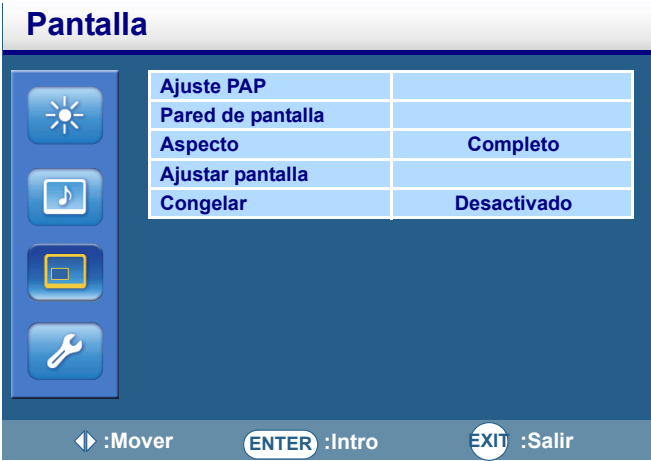 Pantalla
Ajuste PAP
Pared de pantalla
Aspecto Completo
Ajustar pantalla
Congelar Desactivado
:Mover ENTER :Intro EXIT :Salir